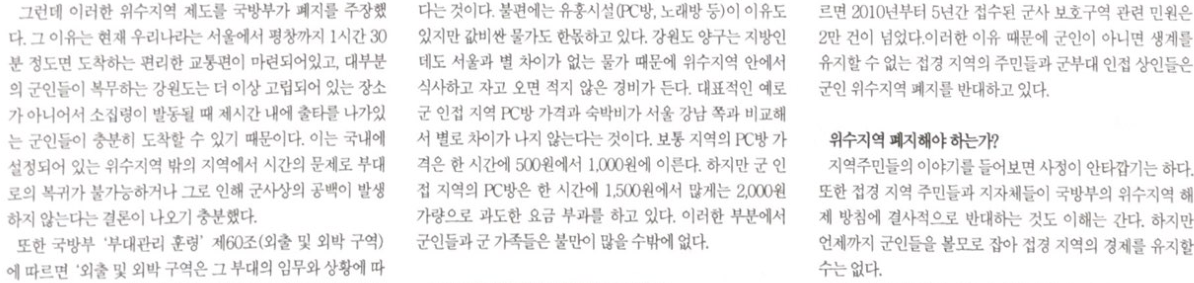 그런데 이러한 위수지역 제도를 국방부가 폐지를 주장했
다. 그 이유는 현재 우리나라는 서울에서 평창까지 1시간 30
분 정도면 도착하는 편리한 교통편이 마련되어있고, 대부분
의 군인들이 복무하는 강원도는 더 이상 고립되어 있는 장소
가 아니어서 소집령이 발동될 때 제시간 내에 출타를 나가있
는 군인들이 충분히 도착할 수 있기 때문이다. 이는 국내에
설정되어 있는 위수지역 밖의 지역에서 시간의 문제로 부대
로의 복귀가 불가능하거나 그로 인해 군사상의 공백이 발생
하지 않는다는 결론이 나오기 충분했다.
또한 국방부 '부대관리 훈령' 제60조(외출 및 외박 구역)
에 따르면 '외출 및 외박 구역은 그 부대의 임무와 상황에 따
다는 것이다. 불편에는 유흥시설(PC방, 노래방 등)이 이유도
있지만 값비싼 물가도 한몫하고 있다. 강원도 양구는 지방인
데도 서울과 별 차이가 없는 물가 때문에 위수지역 안에서
식사하고 자고 오면 적지 않은 경비가 든다. 대표적인 예로
군 인접 지역 PC방 가격과 숙박비가 서울 강남 쪽과 비교해
서 별로 차이가 나지 않는다는 것이다. 보통 지역의 PC방 가
격은 한 시간에 500원에서 1,000원에 이른다. 하지만 군 인
접 지역의 PC방은 한 시간에 1,500원에서 많게는 2,000원
가량으로 과도한 요금 부과를 하고 있다. 이러한 부분에서
군인들과 군 가족들은 불만이 많을 수밖에 없다.
르면 2010년부터 5년간 접수된 군사 보호구역 관련 민원은
2만 건이 넘었다.이러한 이유 때문에 군인이 아니면 생계를
유지할 수 없는 접경 지역의 주민들과 군부대 인접 상인들은
군인 위수지역 폐지를 반대하고 있다.
위수지역 폐지해야 하는가?
지역주민들의 이야기를 들어보면 사정이 안타깝기는 하다.
또한 접경 지역 주민들과 지자체들이 국방부의 위수지역 해
제 방침에 결사적으로 반대하는 것도 이해는 간다. 하지만
언제까지 군인들을 볼모로 잡아 접경 지역의 경제를 유지할
수는 없다.